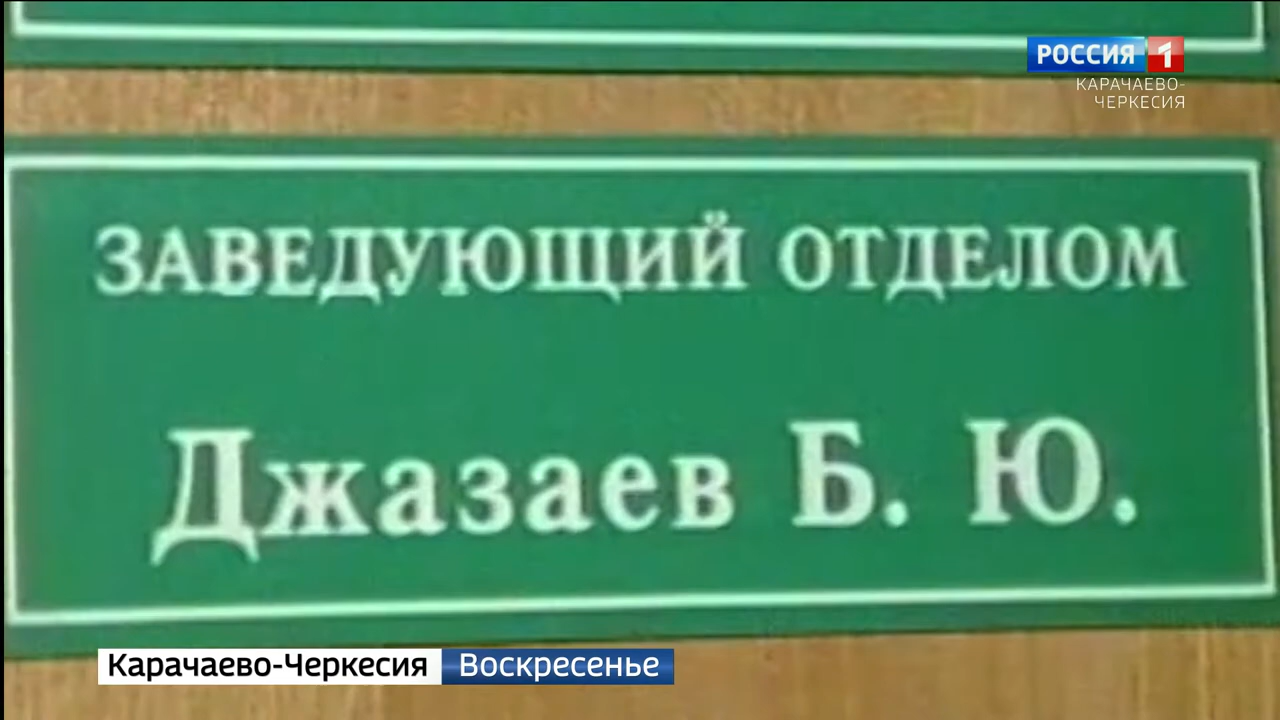 РОССИЯ 1
КАРАЧАЕВО-
ЧЕРКЕСИЯ
ЗАВЕДУЮЩИЙ ОТДЕЛОМ
Джазаев Б. Ю.
Карачаево-Черкесия Воскресенье